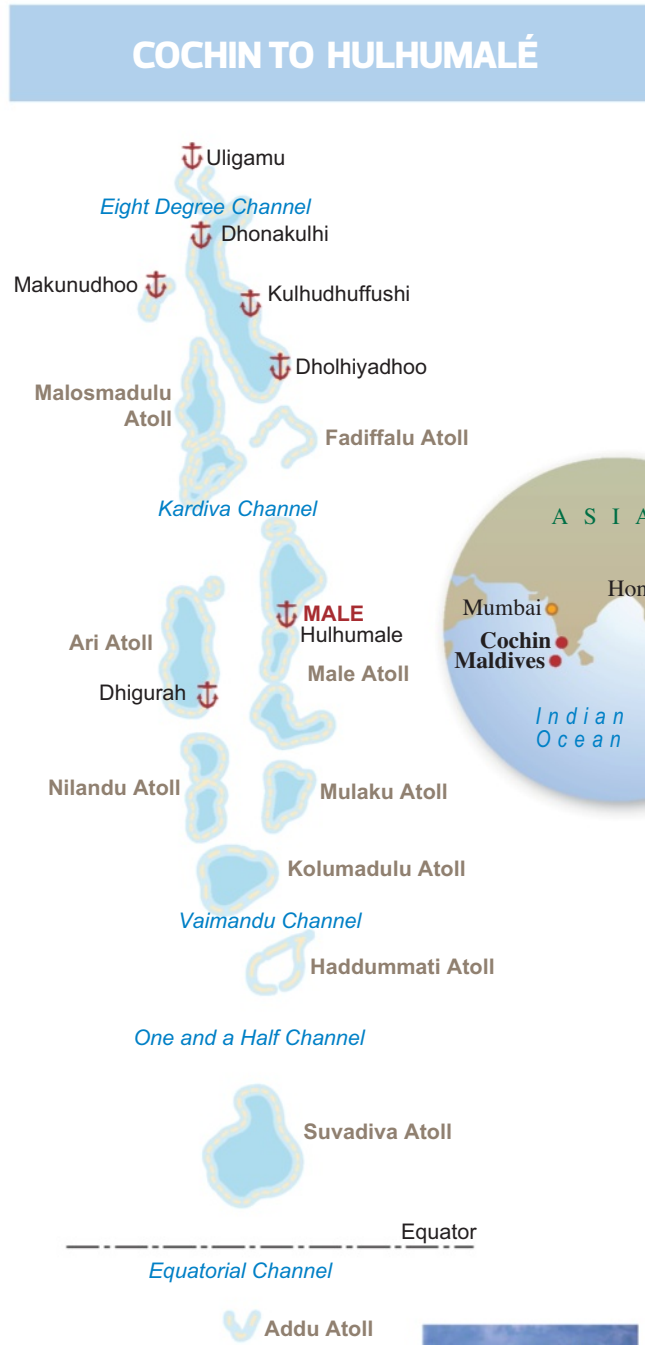 COCHIN TO HULHUMALÉ
Uligamu
Eight Degree Channel
Dhonakulhi
Makunudhoo
Kulhudhuffushi
Dholhiyadhoo
Malosmadulu
Atoll
Fadiffalu Atoll
Kardiva Channel
ASIA
Hon
Mumbai
Cochin
Maldives
Indian
Ocean
MALE
Hulhumale
Ari Atoll
Male Atoll
Dhigurah
Nilandu Atoll
Mulaku Atoll
Kolumadulu Atoll
Vaimandu Channel
Haddummati Atoll
One and a Half Channel
Suvadiva Atoll
Equator
Equatorial Channel
Addu Atoll